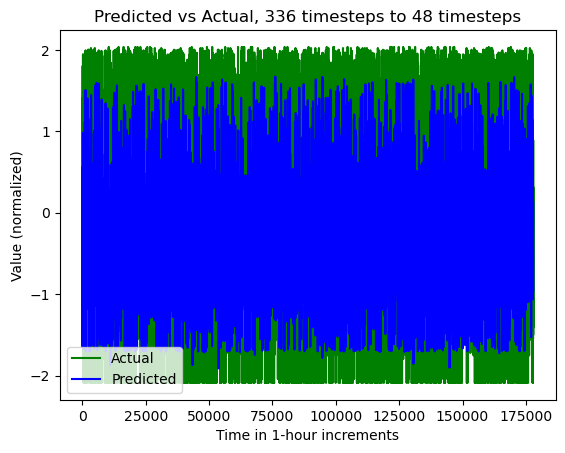 Predicted vs Actual, 336 timesteps to 48 timesteps
Value (normalized)
2
1
0
−1
−2
Actual
Predicted
0 25000 50000 75000 100000 125000 150000 175000
Time in 1-hour increments